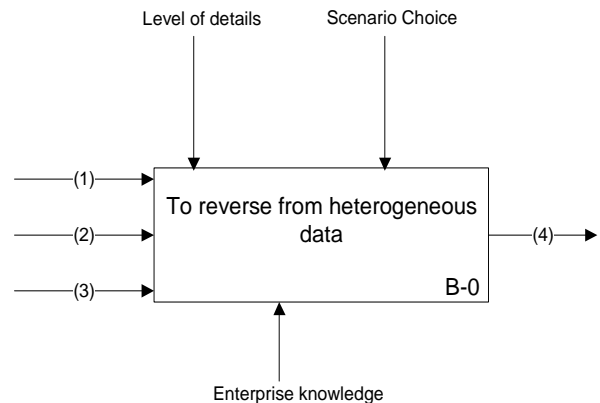 Level of details
Scenario Choice
(1)
To reverse from heterogeneous
data
(2)
(4)
(3)
B-0
Enterprise knowledge